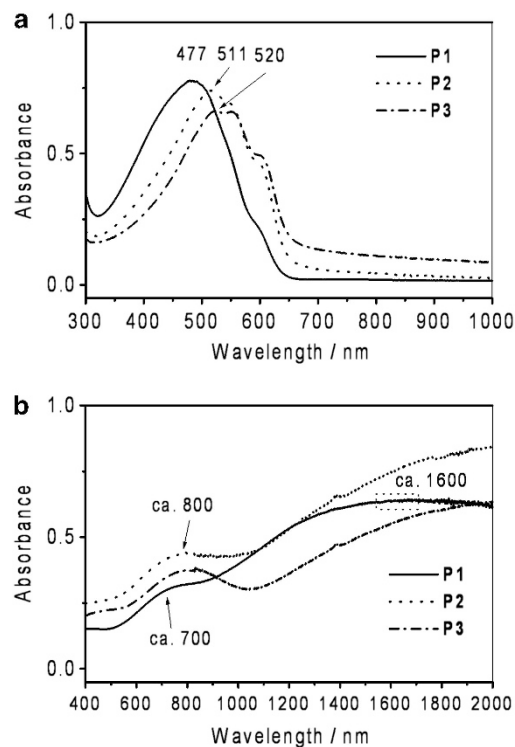 a
1.0
477 511 520
P1
P2
P3
0.5
0.0
Absorbance
300 400 500 600 700 800 900 1000
Wavelength / nm
b
1.0
ca. 1600
ca. 800
0.5
ca. 700
P1
P2
P3
0.0
Absorbance
400 600 800 1000 1200 1400 1600 1800 2000
Wavelength / nm